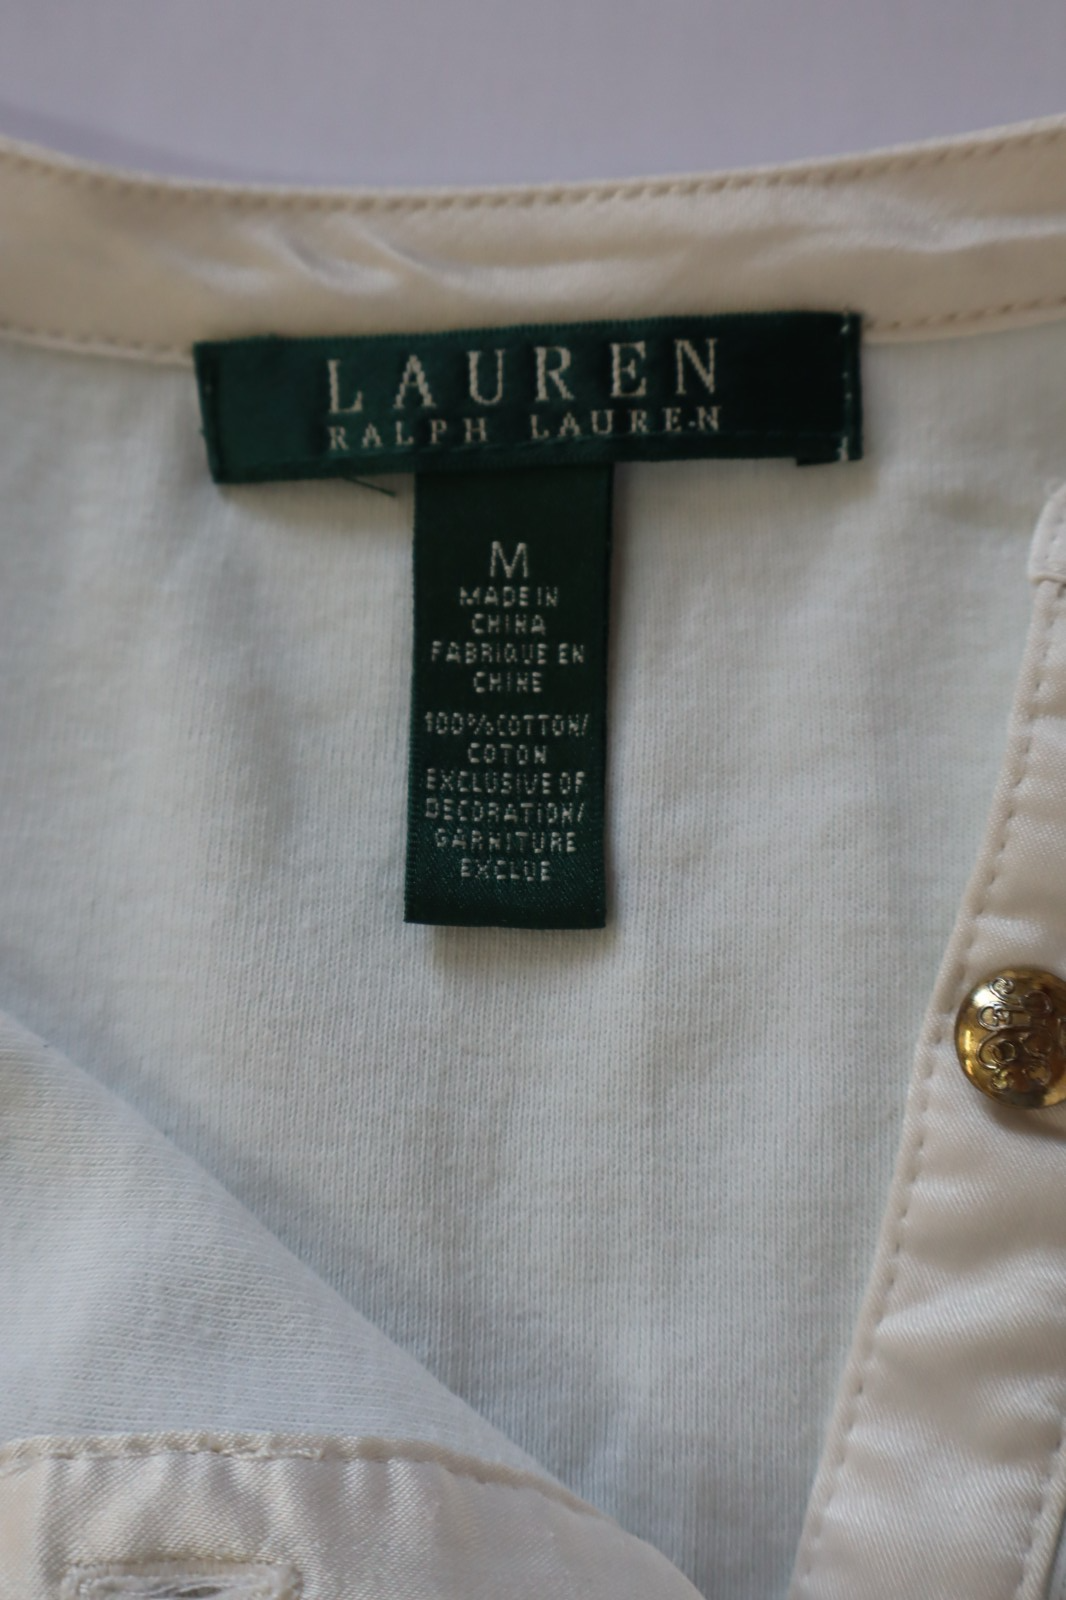 LAUREN
RALPH LAUREN
M
MADE IN
CHINA
FABRIQUE EN
CHINE
100% COTTON/
COTON
EXCLUSIVE OF
DECORATION/
GARNITURE
EXCLUE